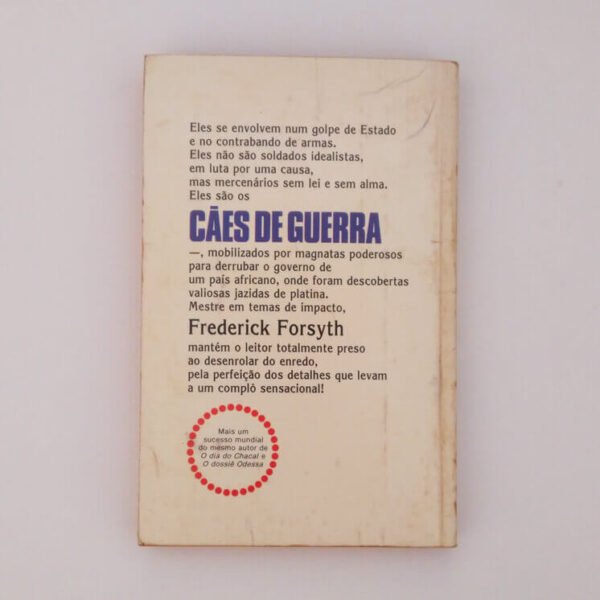 Eles se envolvem num golpe de Estado
e no contrabando de armas.
Eles não são soldados idealistas,
em luta por uma causa,
mas mercenários sem lei e sem alma.
Eles são os
CÃES DE GUERRA
—, mobilizados por magnatas poderosos
para derrubar o governo de
um país africano, onde foram descobertas
valiosas jazidas de platina.
Mestre em temas de impacto,
Frederick Forsyth
mantém o leitor totalmente preso
ao desenrolar do enredo,
pela perfeição dos detalhes que levam
a um complô sensacional!
Mais um
sucesso mundial
do mesmo autor de
O dia do Chacal e
O dossiê Odessa